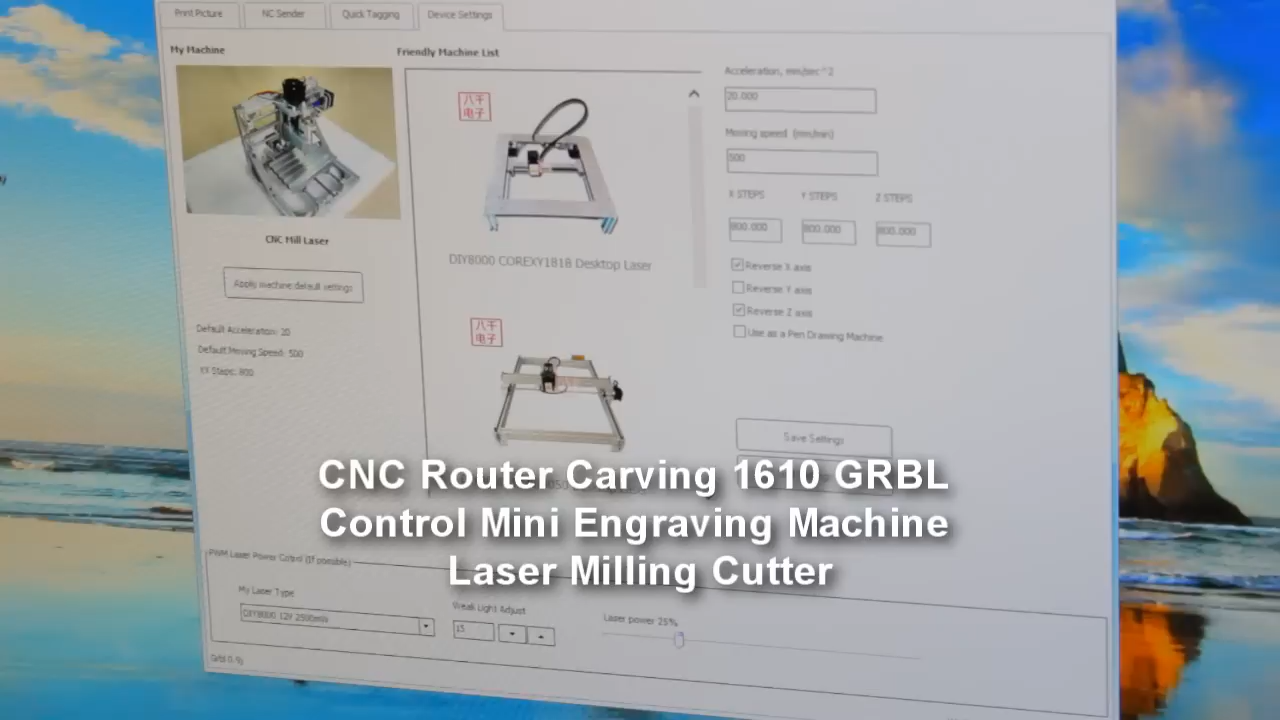 Print Picture
NC Sender
Quick Tagging
Device Settings
My Machine
Friendly Machine List
Acceleration, mm/sec^2
20.000
八千
电子
Moving speed (mm/min)
500
X STEPS
Y STEPS
Z STEPS
800.000
800.000
800.000
CNC Mill Laser
DIY8000 COREXY1818 Desktop Laser
Reverse X axis
Apply machine default settings
Reverse Y axis
Reverse Z axis
Default Acceleration: 20
八千
电子
Use as a Pen Drawing Machine
Default Moving Speed: 500
YX Steps: 800
Save Settings
CNC Router Carving 1610 GRBL
Control Mini Engraving Machine
Laser Milling Cutter
PWM Laser Power Cotrol (If possible)
My Laser Type
Weak Light Adjust
Laser power 25%
DIY8000 12V 2500mW
15
Grbl 0.9j